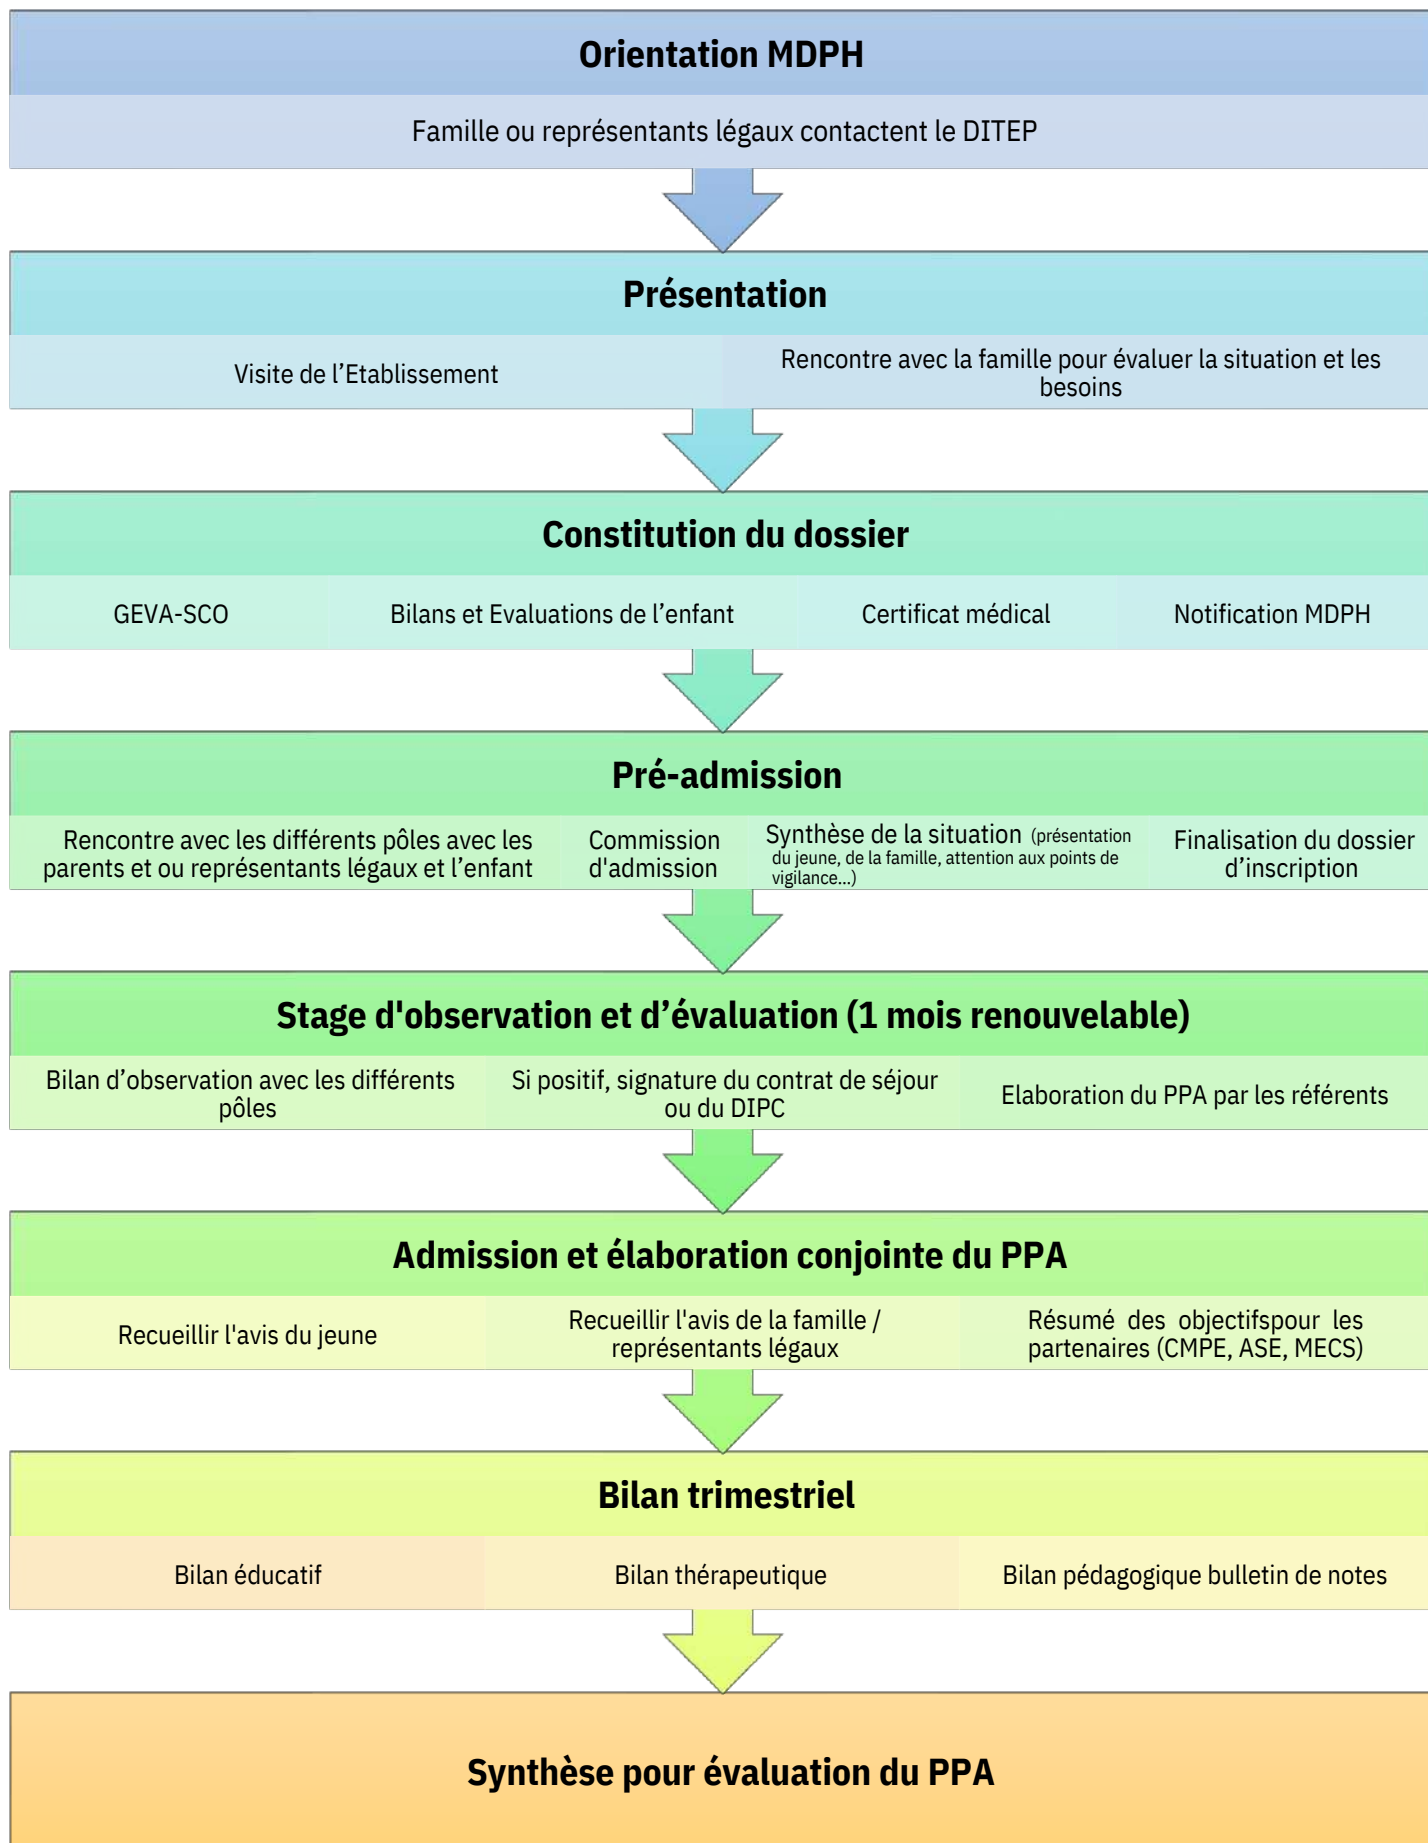 Orientation MDPH
Famille ou représentants légaux contactent le DITEP
Présentation
Visite de l’Etablissement
Rencontre avec la famille pour évaluer la situation et les
besoins
Constitution du dossier
GEVA-SCO
Bilans et Evaluations de l’enfant
Certificat médical
Notification MDPH
Pré-admission
Rencontre avec les différents pôles avec les
parents et ou représentants légaux et l’enfant
Commission
d'admission
Synthèse de la situation (présentation
du jeune, de la famille, attention aux points de
vigilance...)
Finalisation du dossier
d’inscription
Stage d'observation et d’évaluation (1 mois renouvelable)
Bilan d’observation avec les différents
pôles
Si positif, signature du contrat de séjour
ou du DIPC
Elaboration du PPA par les référents
Admission et élaboration conjointe du PPA
Recueillir l'avis du jeune
Recueillir l'avis de la famille /
représentants légaux
Résumé des objectifspour les
partenaires (CMPE, ASE, MECS)
Bilan trimestriel
Bilan éducatif
Bilan thérapeutique
Bilan pédagogique bulletin de notes
Synthèse pour évaluation du PPA